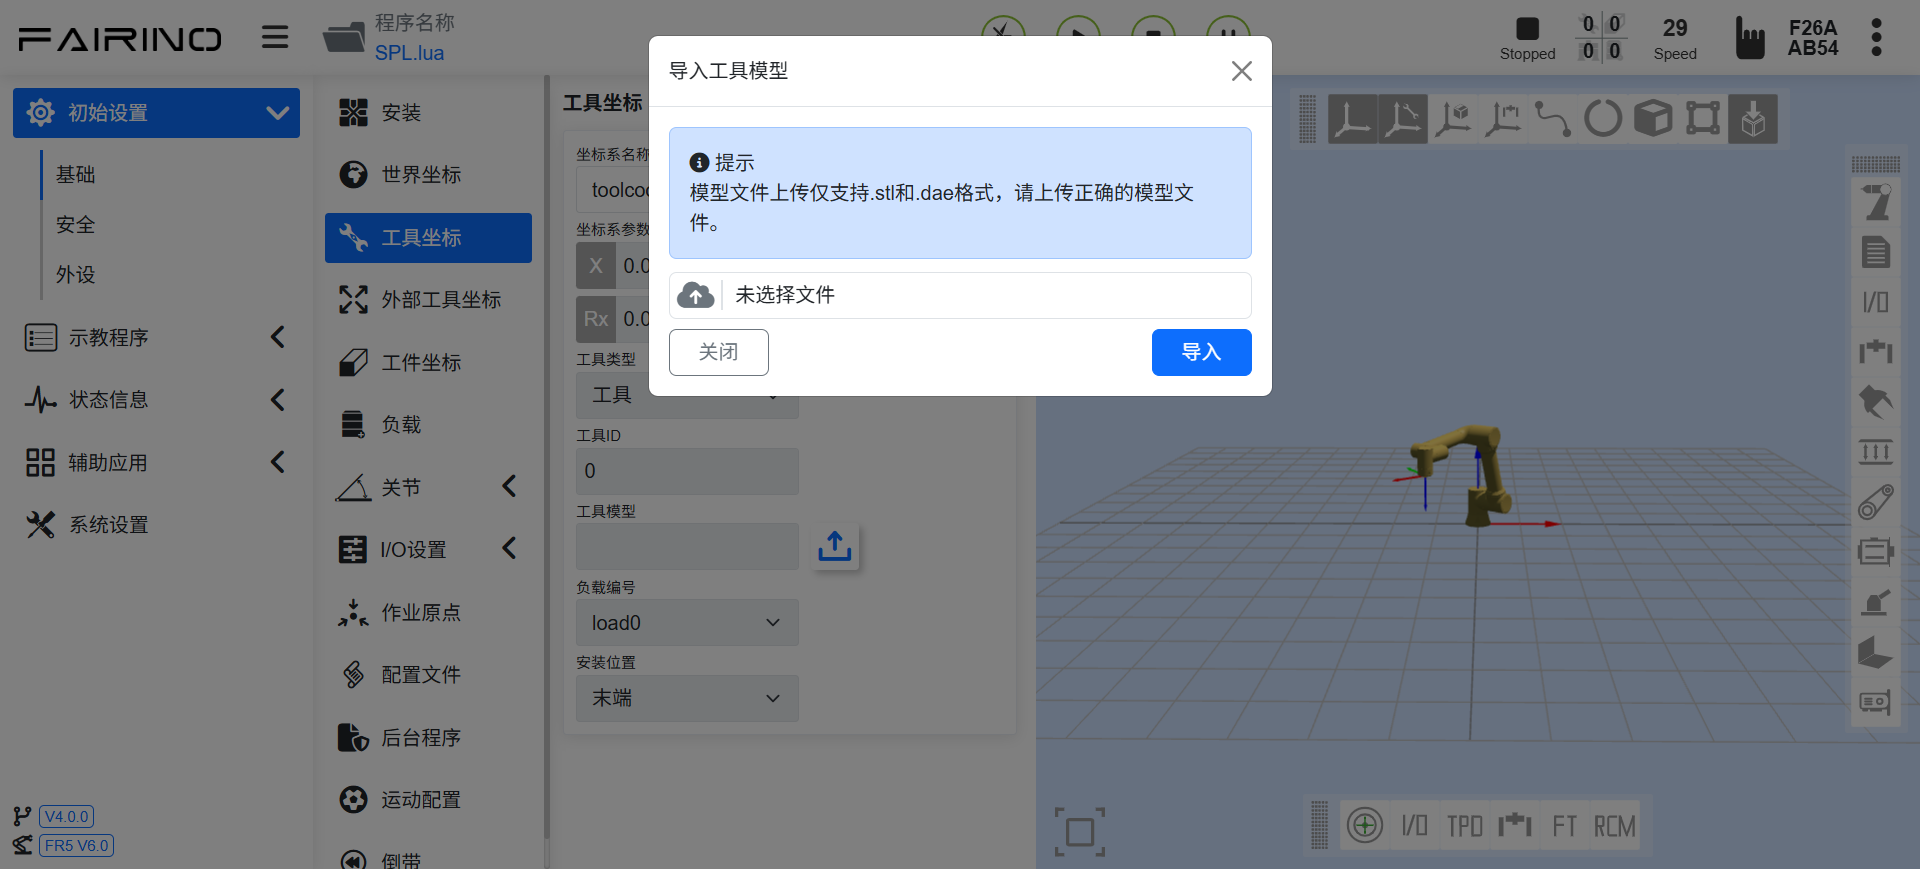 FAIRINO
程序名称
SPL.lua
Stopped
0 0
0 0
29
Speed
F26A
AB54
初始设置
基础
安全
外设
示教程序
状态信息
辅助应用
系统设置
V4.0.0
FR5 V6.0
安装
世界坐标
工具坐标
外部工具坐标
工件坐标
负载
关节
I/O设置
作业原点
配置文件
后台程序
运动配置
倒带
工具坐标
坐标系名称
坐标系参数
X 0.0
Rx 0.0
工具类型
工具
工具ID
0
工具模型
负载编号
load0
安装位置
末端
导入工具模型
提示
模型文件上传仅支持.stl和.dae格式，请上传正确的模型文
件。
未选择文件
关闭
导入
I/O
I/O TPD FT RCM